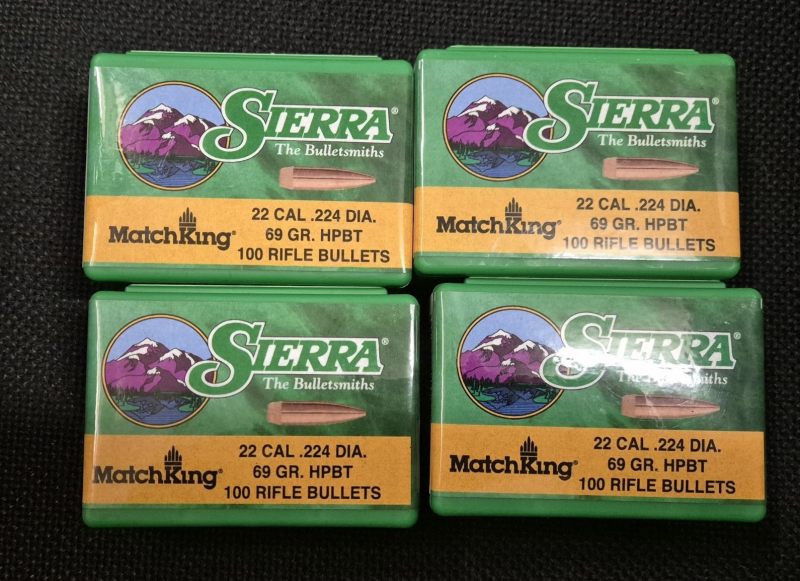 SIERRA®
The Bulletsmiths
MatchKing®
22 CAL .224 DIA.
69 GR. HPBT
100 RIFLE BULLETS
SIERRA®
The Bulletsmiths
MatchKing®
22 CAL .224 DIA.
69 GR. HPBT
100 RIFLE BULLETS
SIERRA®
The Bulletsmiths
MatchKing®
22 CAL .224 DIA.
69 GR. HPBT
100 RIFLE BULLETS
SIERRA®
The Bulletsmiths
MatchKing®
22 CAL .224 DIA.
69 GR. HPBT
100 RIFLE BULLETS